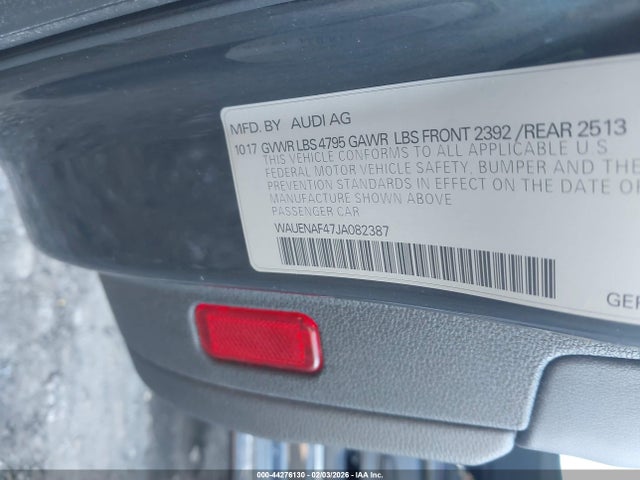 MFD. BY AUDI AG
10 17 GVWR LBS 4795 GAWR LBS FRONT 2392 /REAR 2513
THIS VEHICLE CONFORMS TO ALL APPLICABLE U S
FEDERAL MOTOR VEHICLE SAFETY, BUMPER AND THE
PREVENTION STANDARDS IN EFFECT ON THE DATE OF
MANUFACTURE SHOWN ABOVE
PASSENGER CAR
WAUENAF47JA082387
GER
000-44276130 - 02/03/2026 - © IAA, Inc.